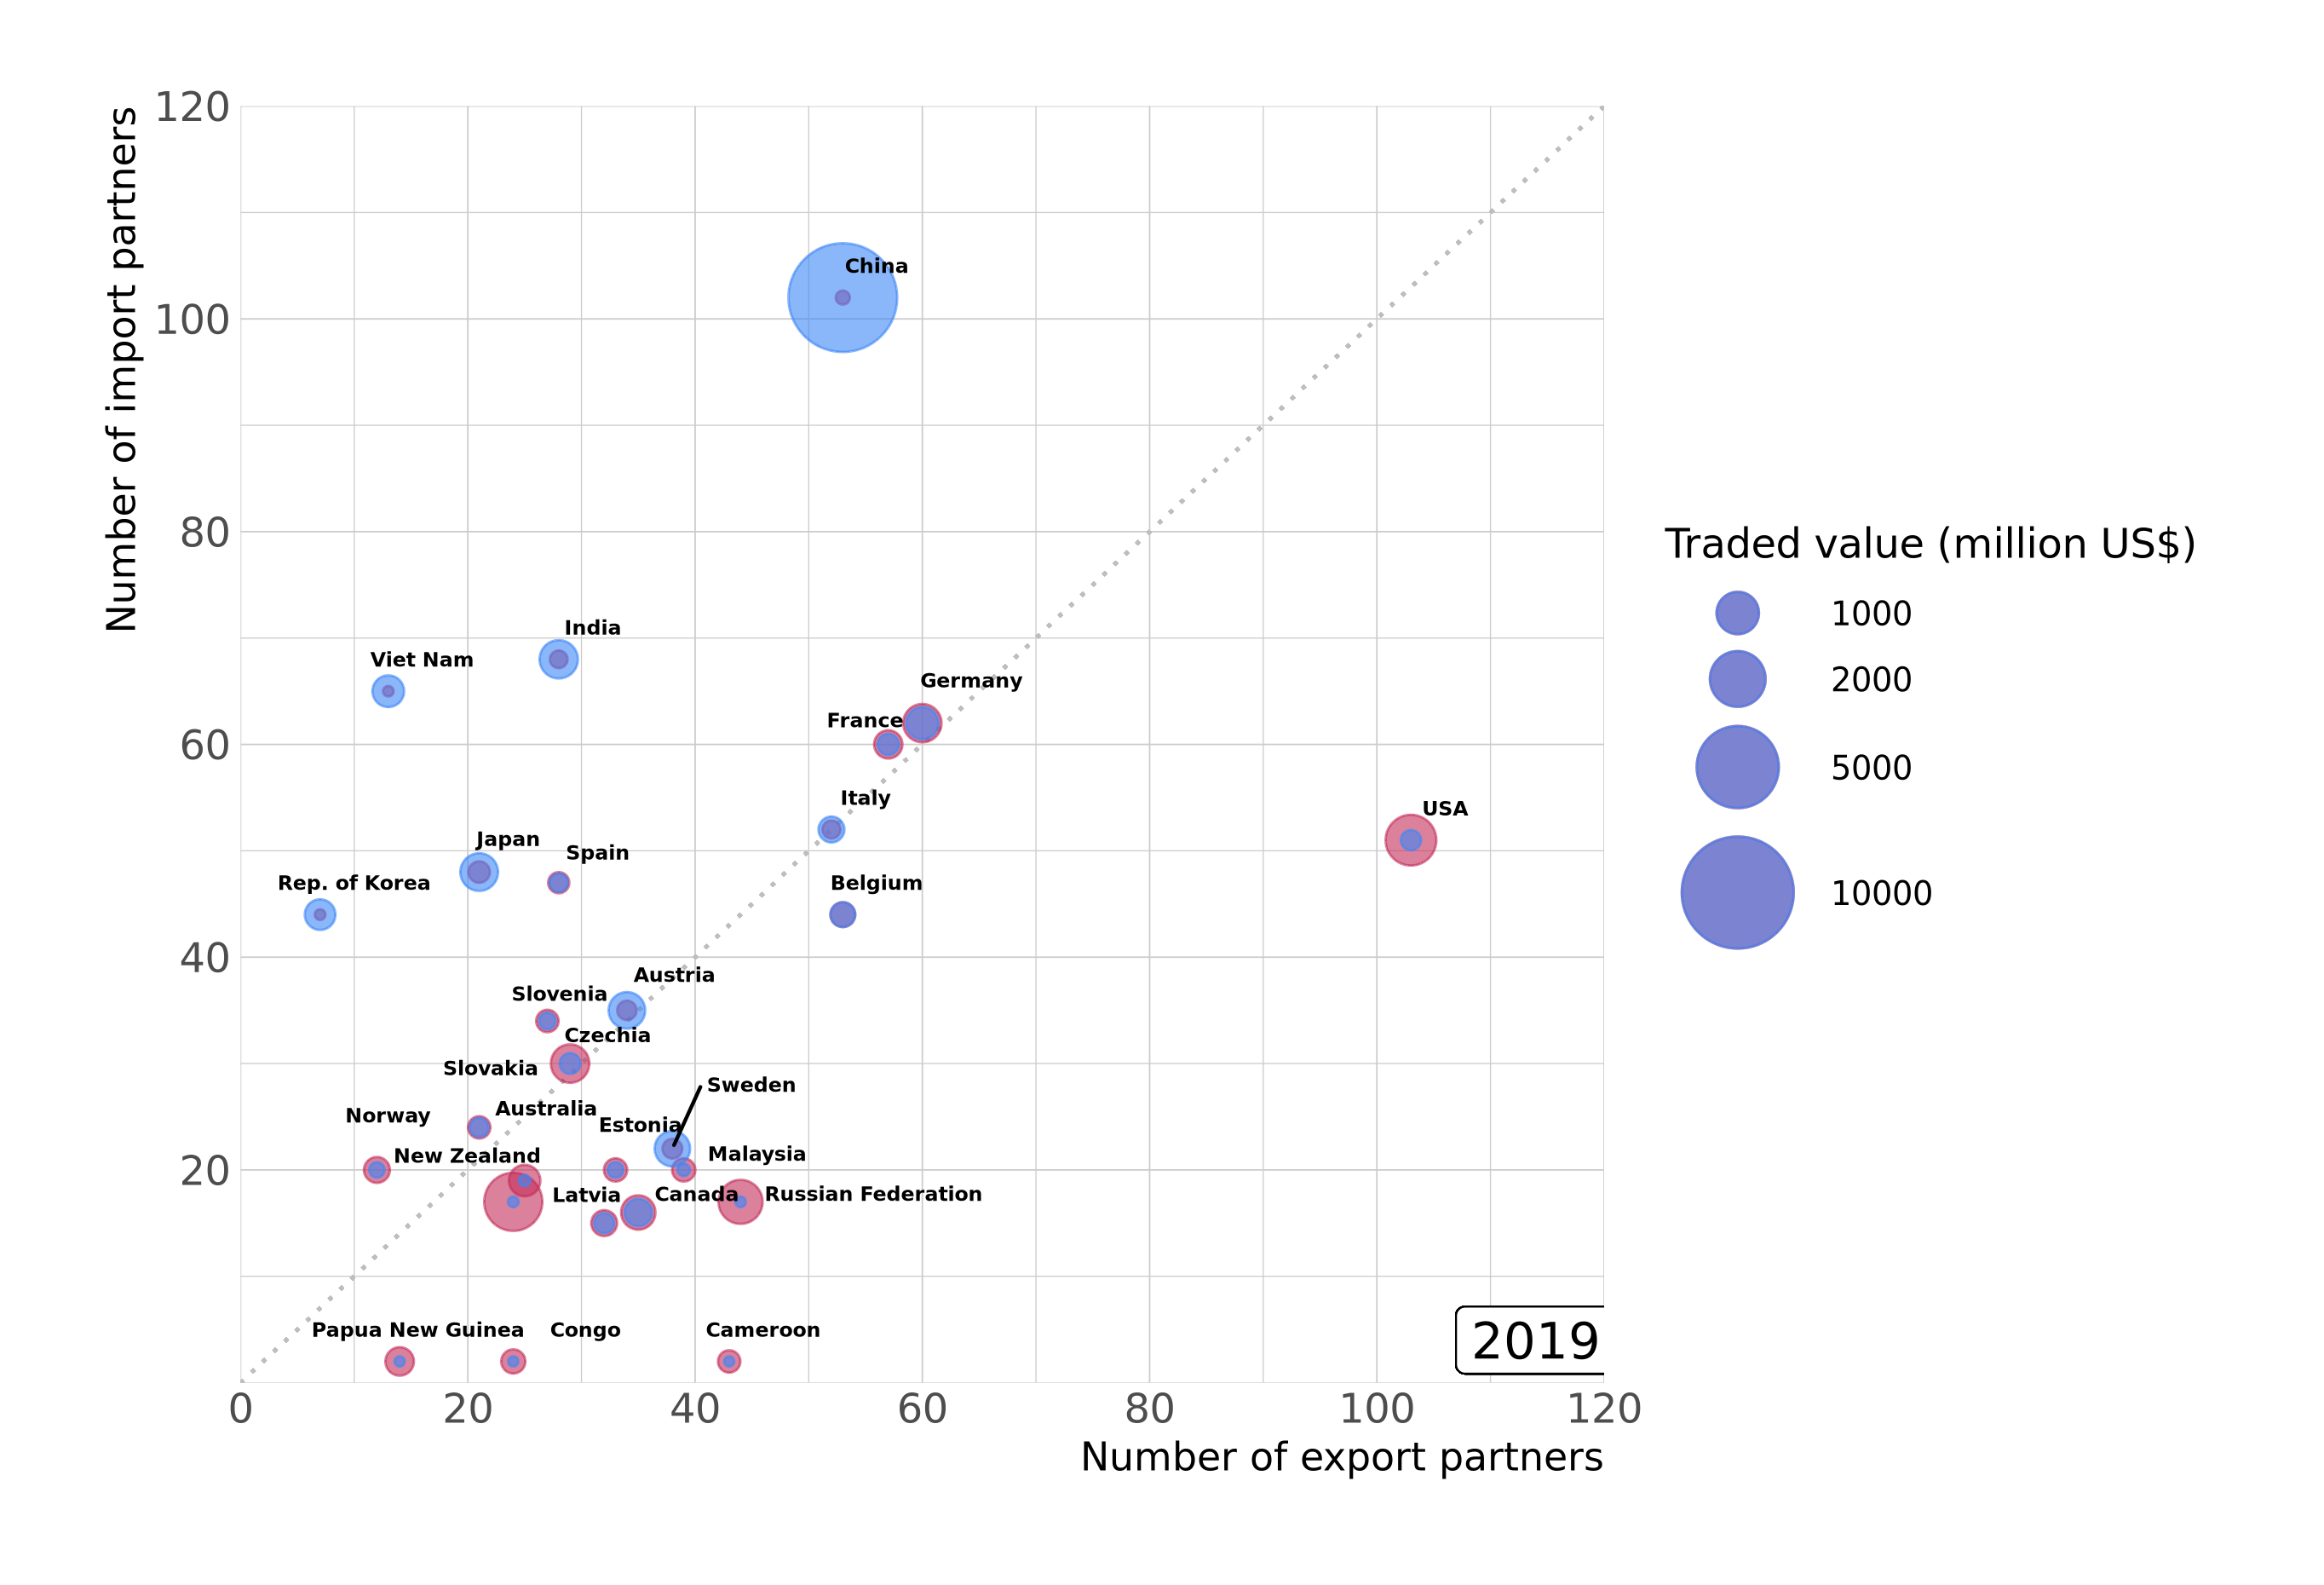 Number of import partners
120
100
80
60
40
20
China
India
Viet Nam
Germany
France
Italy
USA
Japan
Spain
Rep. of Korea
Belgium
Austria
Slovenia
Czechia
Slovakia
Sweden
Australia
Norway
Estonia
Malaysia
New Zealand
Latvia
Canada
Russian Federation
Papua New Guinea
Congo
Cameroon
2019
0
20
40
60
80
100
120
Number of export partners
Traded value (million US$)
1000
2000
5000
10000